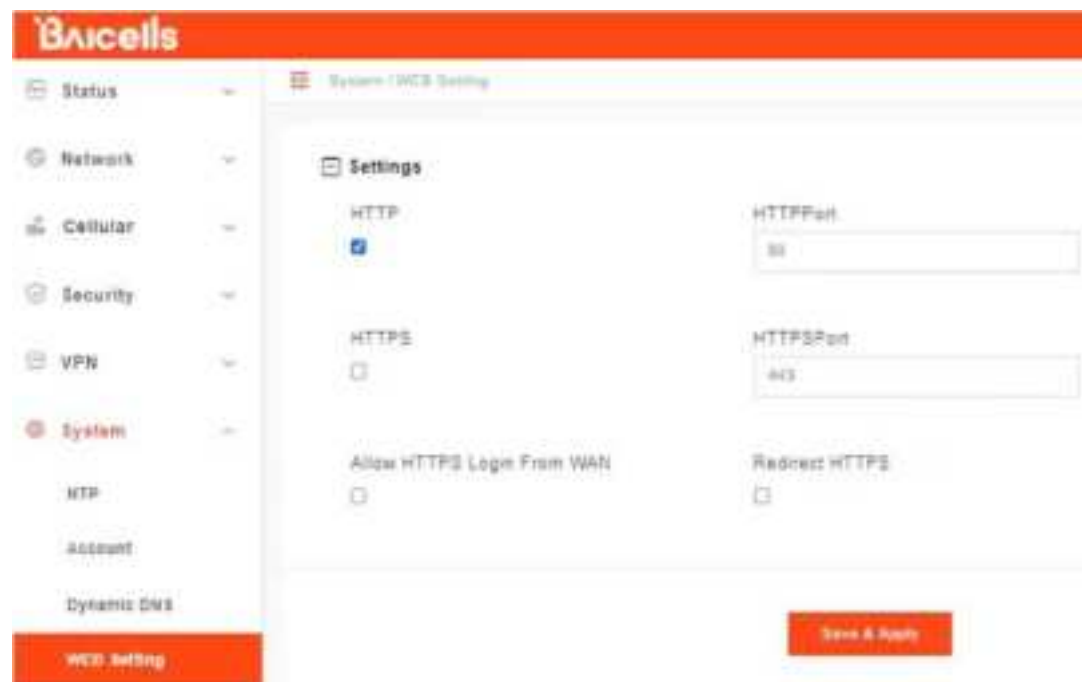 BAIcells
Status
System / WEB Setting
Network
Settings
HTTP
HTTPPort
Cellular
80
Security
HTTPS
HTTPSPort
VPN
443
System
Allow HTTPS Login From WAN
Redirect HTTPS
NTP
Account
Dynamic DNS
Save & Apply
WEB Setting